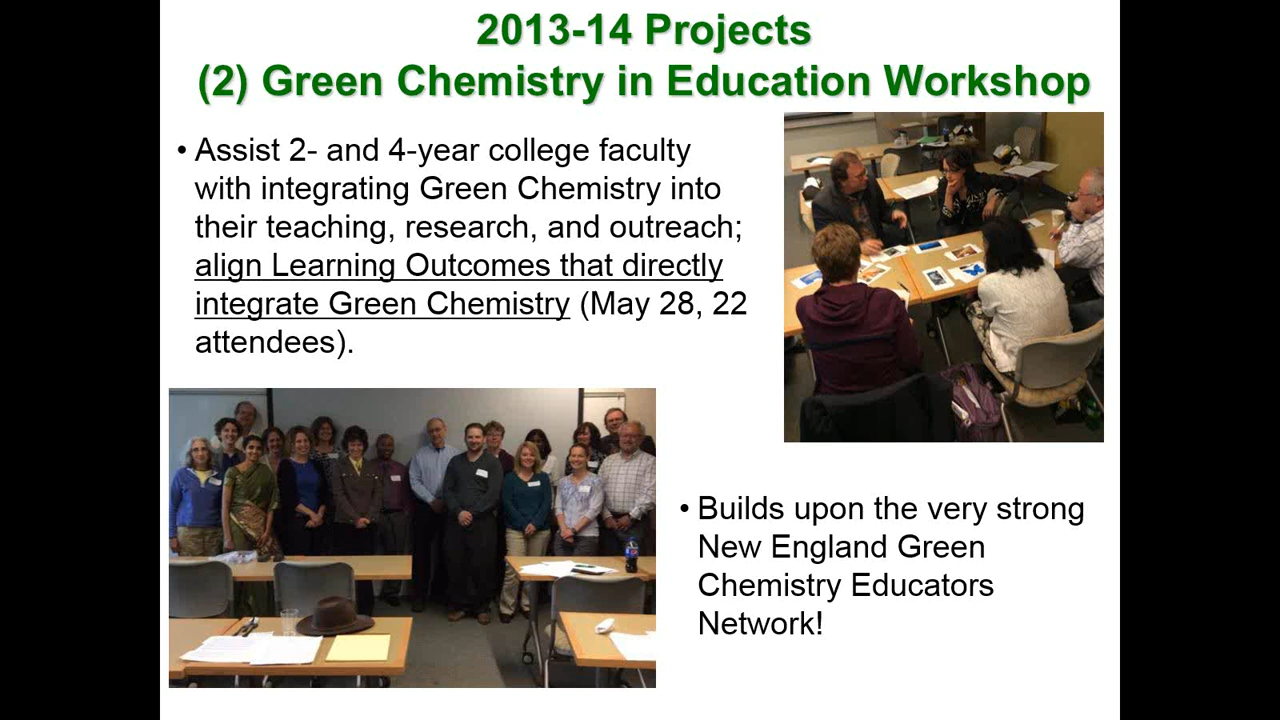 2013-14 Projects
(2) Green Chemistry in Education Workshop
• Assist 2- and 4-year college faculty
with integrating Green Chemistry into
their teaching, research, and outreach;
align Learning Outcomes that directly
integrate Green Chemistry (May 28, 22
attendees).
• Builds upon the very strong
New England Green
Chemistry Educators
Network!